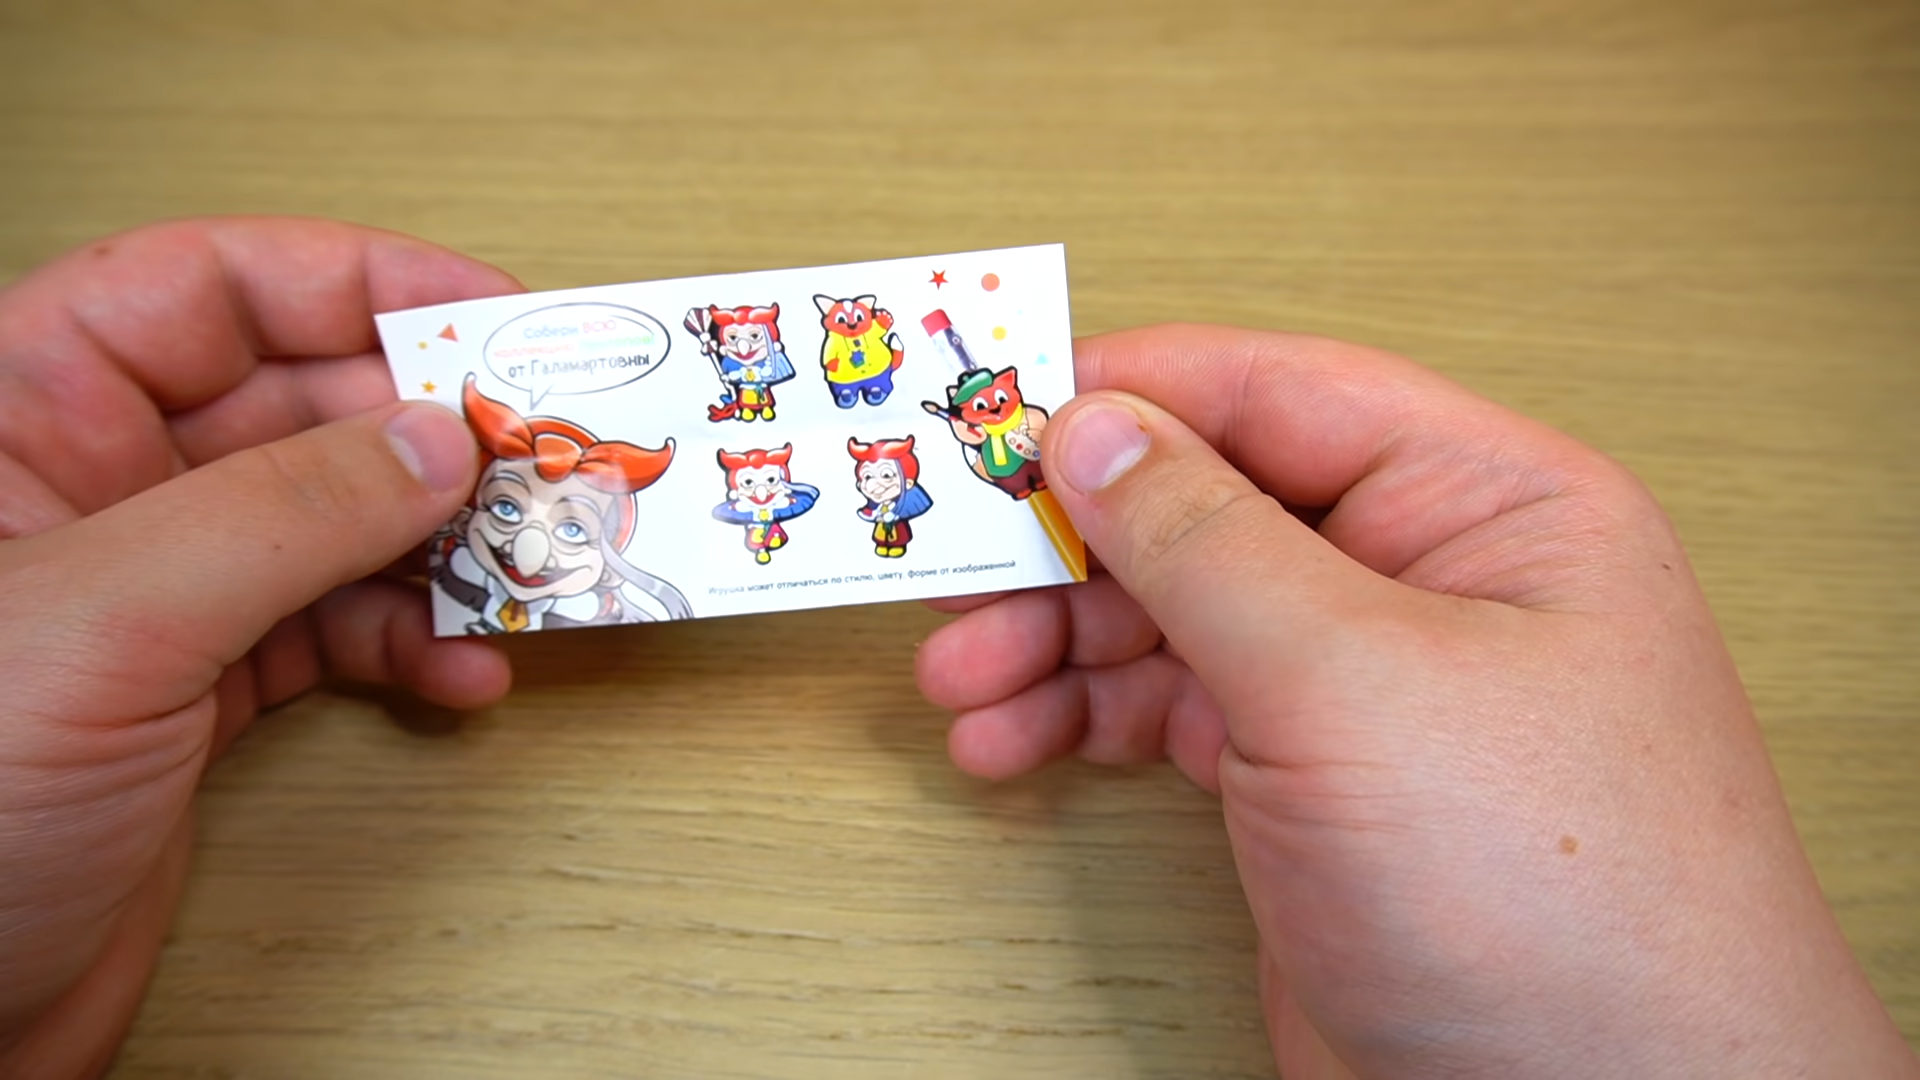 Собери ВСЮ
коллекцию
от Галамартовны
Игрушка может отличаться по стилю, цвету, форме от изображенной